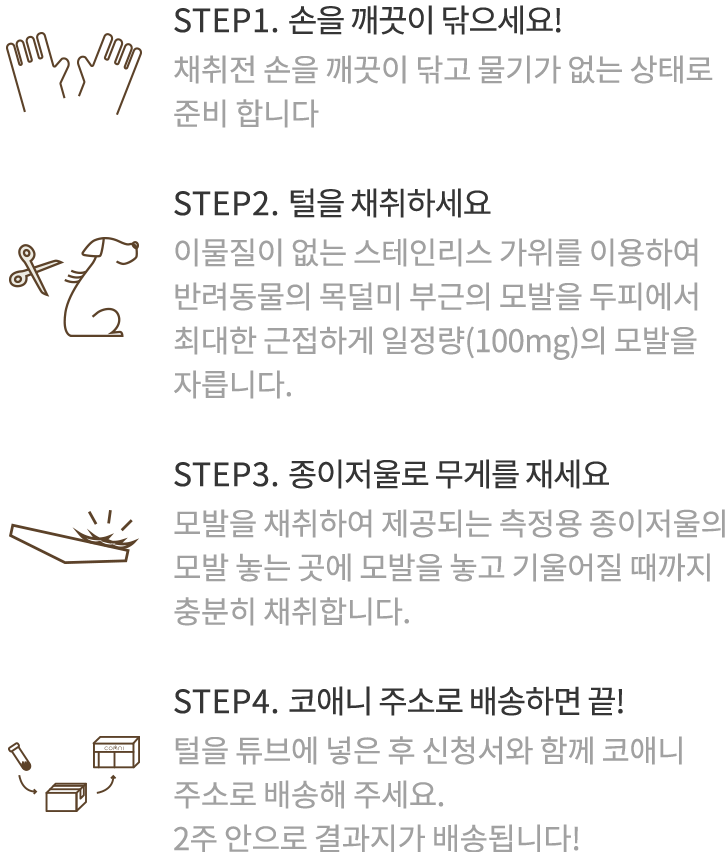 STEP1. 손을 깨끗이 닦으세요!
채취전 손을 깨끗이 닦고 물기가 없는 상태로
준비 합니다
STEP2. 털을 채취하세요
이물질이 없는 스테인리스 가위를 이용하여
반려동물의 목덜미 부근의 모발을 두피에서
최대한 근접하게 일정량(100mg)의 모발을
자릅니다.
STEP3. 종이저울로 무게를 재세요
모발을 채취하여 제공되는 측정용 종이저울의
모발 놓는 곳에 모발을 놓고 기울어질 때까지
충분히 채취합니다.
STEP4. 코애니 주소로 배송하면 끝!
털을 튜브에 넣은 후 신청서와 함께 코애니
주소로 배송해 주세요.
2주 안으로 결과지가 배송됩니다!